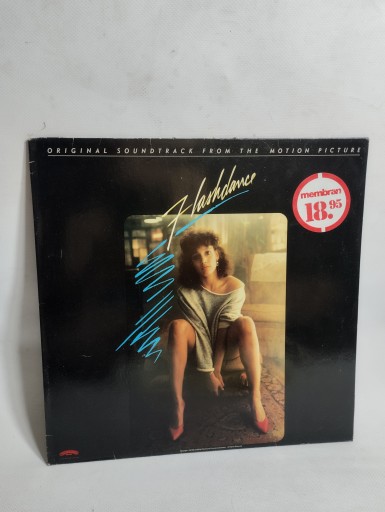 ORIGINAL SOUNDTRACK FROM THE MOTION PICTURE
Flashdance
membran
18.95